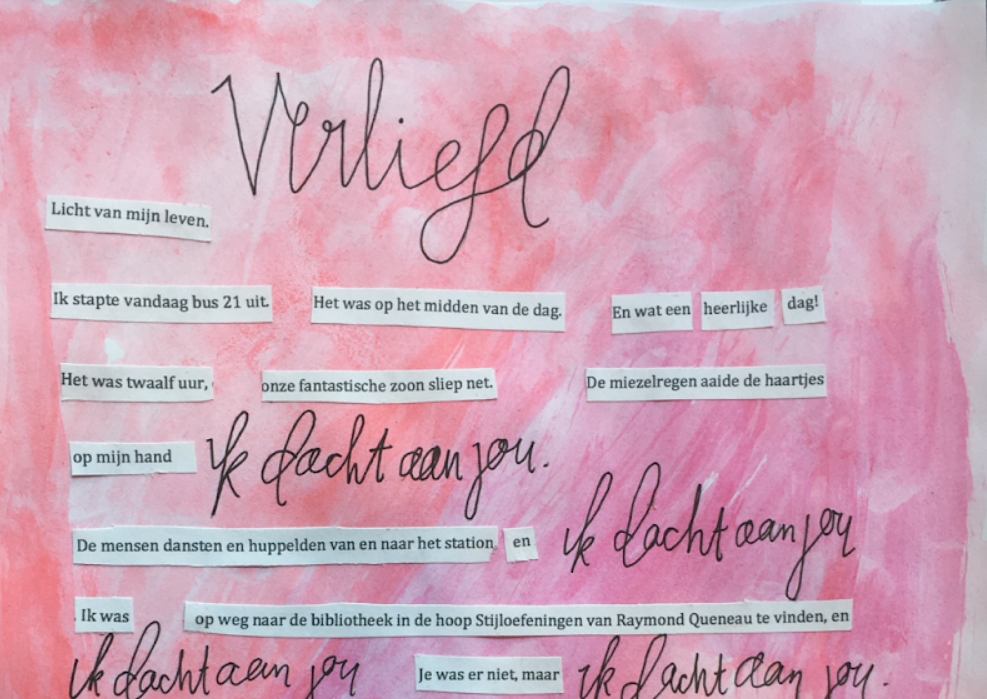 Verliefd
Licht van mijn leven.
Ik stapte vandaag bus 21 uit. Het was op het midden van de dag. En wat een heerlijke dag!
Het was twaalf uur, onze fantastische zoon sliep net. De miezelregen aaide de haartjes
op mijn hand ik dacht aan jou.
De mensen dansten en huppelden van en naar het station en ik dacht aan jou
. Ik was op weg naar de bibliotheek in de hoop Stijloefeningen van Raymond Queneau te vinden, en
ik dacht aan jou Je was er niet, maar ik dacht aan jou.